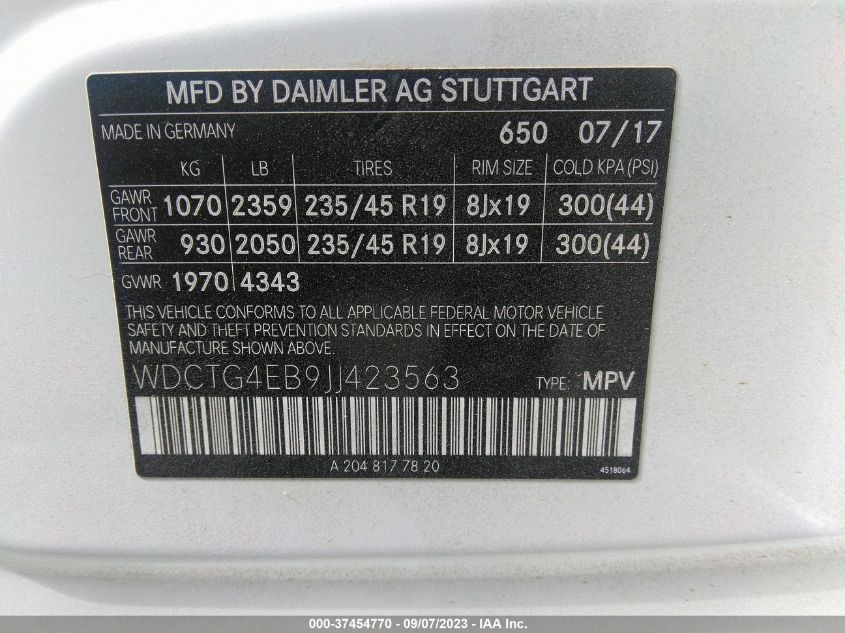 MFD BY DAIMLER AG STUTTGART
MADE IN GERMANY 650 07/17
KG LB TIRES RIM SIZE COLD KPA (PSI)
GAWR FRONT 1070 2359 235/45 R19 8Jx19 300(44)
GAWR REAR 930 2050 235/45 R19 8Jx19 300(44)
GVWR 1970 4343
THIS VEHICLE CONFORMS TO ALL APPLICABLE FEDERAL MOTOR VEHICLE
SAFETY AND THEFT PREVENTION STANDARDS IN EFFECT ON THE DATE OF
MANUFACTURE SHOWN ABOVE.
WDCTG4EB9JJ423563 TYPE: MPV
A 204 817 78 20 4518064
000-37454770 - 09/07/2023 - IAAI.com